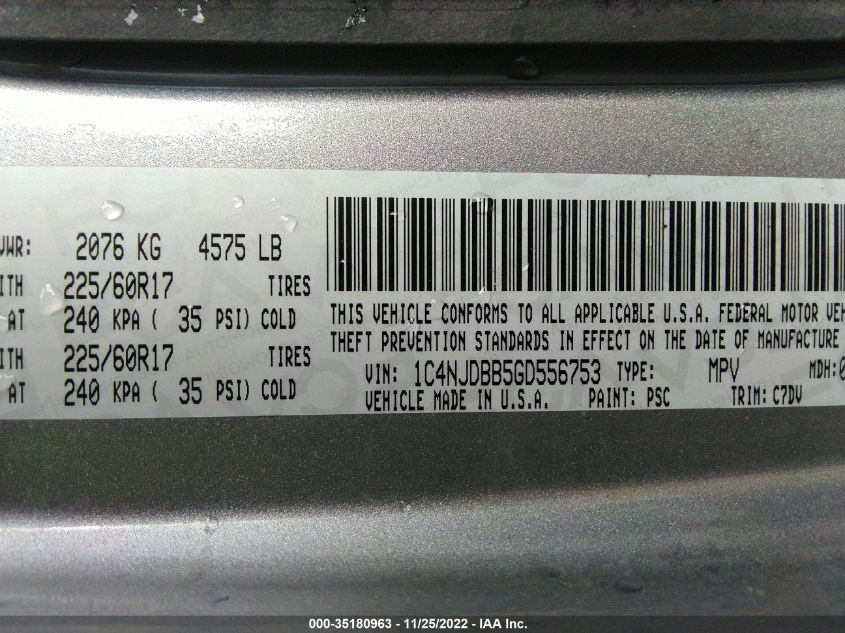 VWR: 2076 KG 4575 LB
ITH 225/60R17 TIRES
AT 240 KPA ( 35 PSI) COLD
ITH 225/60R17 TIRES
AT 240 KPA ( 35 PSI) COLD
THIS VEHICLE CONFORMS TO ALL APPLICABLE U.S.A. FEDERAL MOTOR VEH
THEFT PREVENTION STANDARDS IN EFFECT ON THE DATE OF MANUFACTURE
VIN: 1C4NJDBB5GD556753 TYPE: MPV MDH:0
VEHICLE MADE IN U.S.A. PAINT: PSC TRIM: C7DV
000-35180963 - 11/25/2022 - IAA Inc.